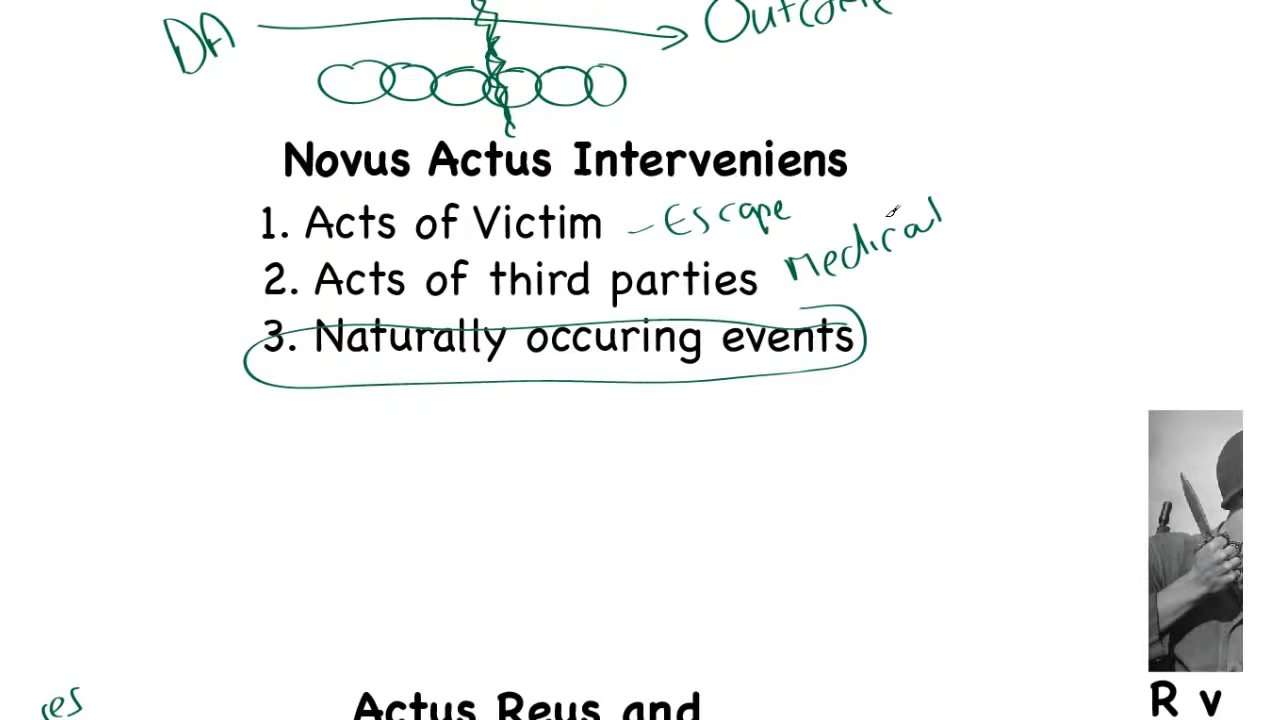 DA Outcome
Novus Actus Interveniens
1. Acts of Victim - Escape
2. Acts of third parties Medical
3. Naturally occuring events
Actus Reus and
R v